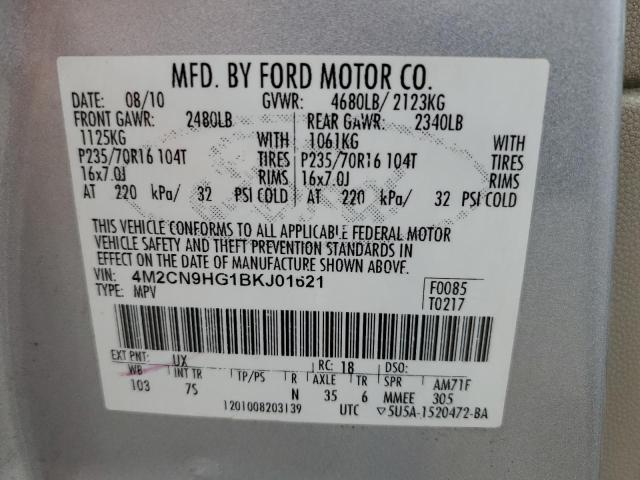 MFD. BY FORD MOTOR CO.
DATE: 08/10 GVWR: 4680LB/ 2123KG
FRONT GAWR: 2480LB REAR GAWR: 2340LB
1125KG WITH 1061KG WITH
P235/70R16 104T TIRES P235/70R16 104T TIRES
16x7.0J RIMS 16x7.0J RIMS
AT 220 kPa/ 32 PSI COLD AT 220 kPa/ 32 PSI COLD
THIS VEHICLE CONFORMS TO ALL APPLICABLE FEDERAL MOTOR
VEHICLE SAFETY AND THEFT PREVENTION STANDARDS IN
EFFECT ON THE DATE OF MANUFACTURE SHOWN ABOVE.
VIN: 4M2CN9HG1BKJ01621 F0085
TYPE: MPV T0217
EXT PNT: UX RC: 18 DSO:
WB INT TR TP/PS R AXLE TR SPR AM71F
103 7S N 35 6 MMEE 305
1201008203139 UTC ▽5U5A-1520472-BA